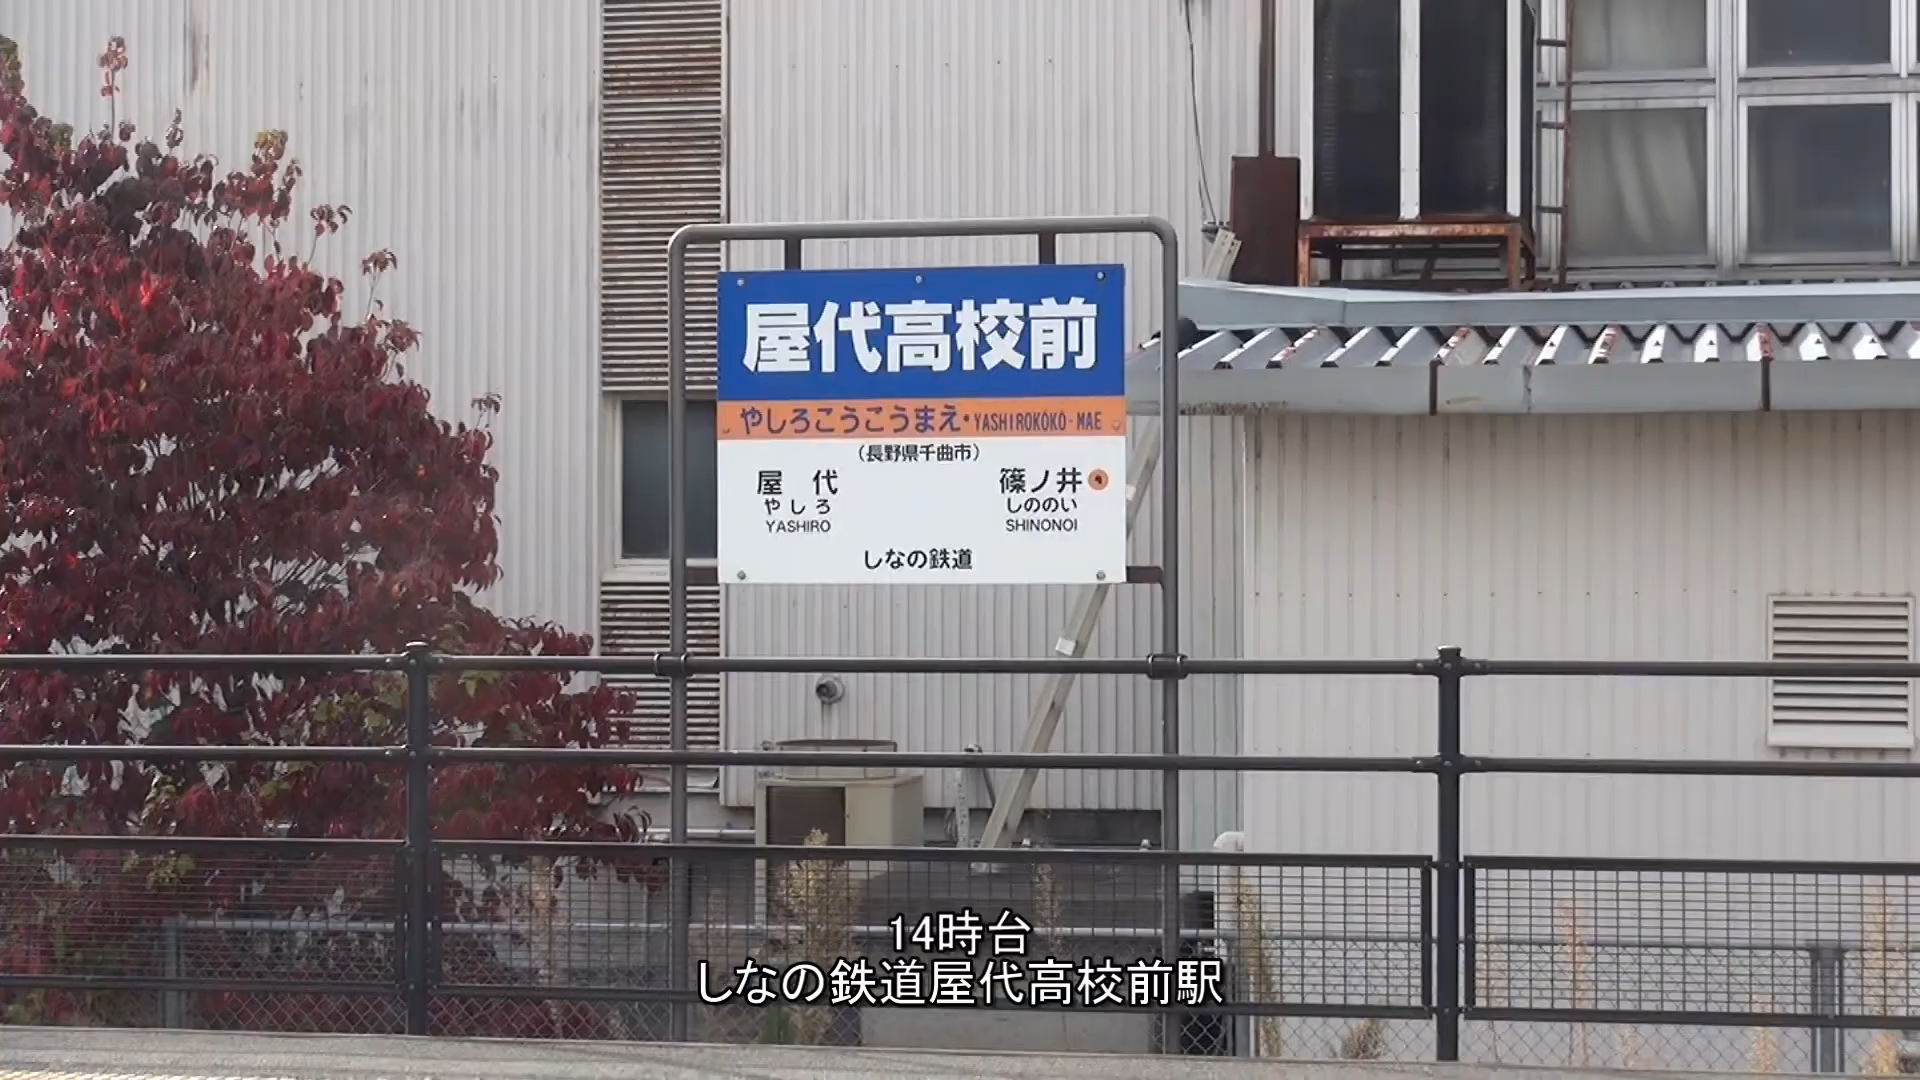 屋代高校前
やしろこうこうまえ・YASHIROKŌKŌ-MAE
（長野県千曲市）
屋 代 篠ノ井
やしろ しののい
YASHIRO SHINONOI
しなの鉄道
14時台
しなの鉄道屋代高校前駅